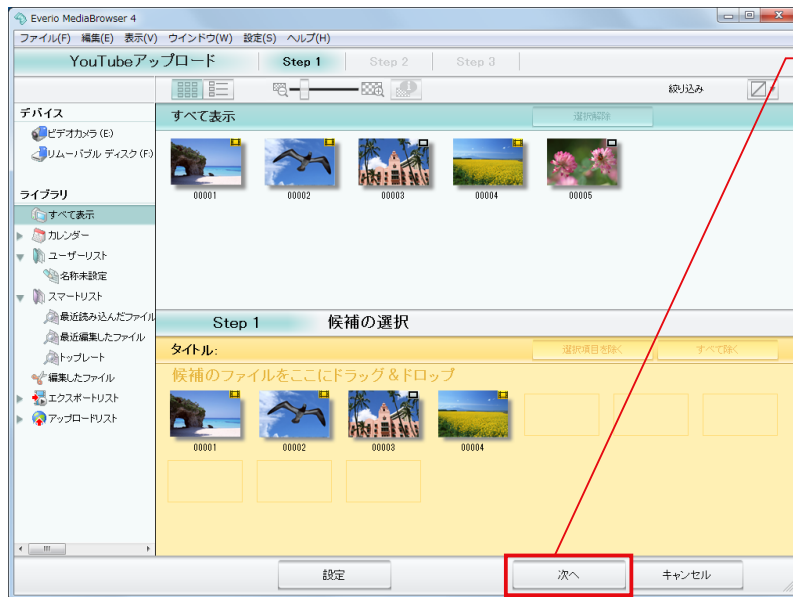 Everio MediaBrowser 4
ファイル(F) 編集(E) 表示(V) ウインドウ(W) 設定(S) ヘルプ(H)
YouTubeアップロード Step 1 Step 2 Step 3
絞り込み
デバイス
ビデオカメラ (E:)
リムーバブル ディスク (F:)
ライブラリ
すべて表示
カレンダー
ユーザーリスト
名称未設定
スマートリスト
最近読み込んだファイル
最近編集したファイル
トップレート
編集したファイル
エクスポートリスト
アップロードリスト
すべて表示 選択解除
00001 00002 00003 00004 00005
Step 1 候補の選択
タイトル: 選択項目を除く すべて除く
候補のファイルをここにドラッグ＆ドロップ
00001 00002 00003 00004
設定 次へ キャンセル